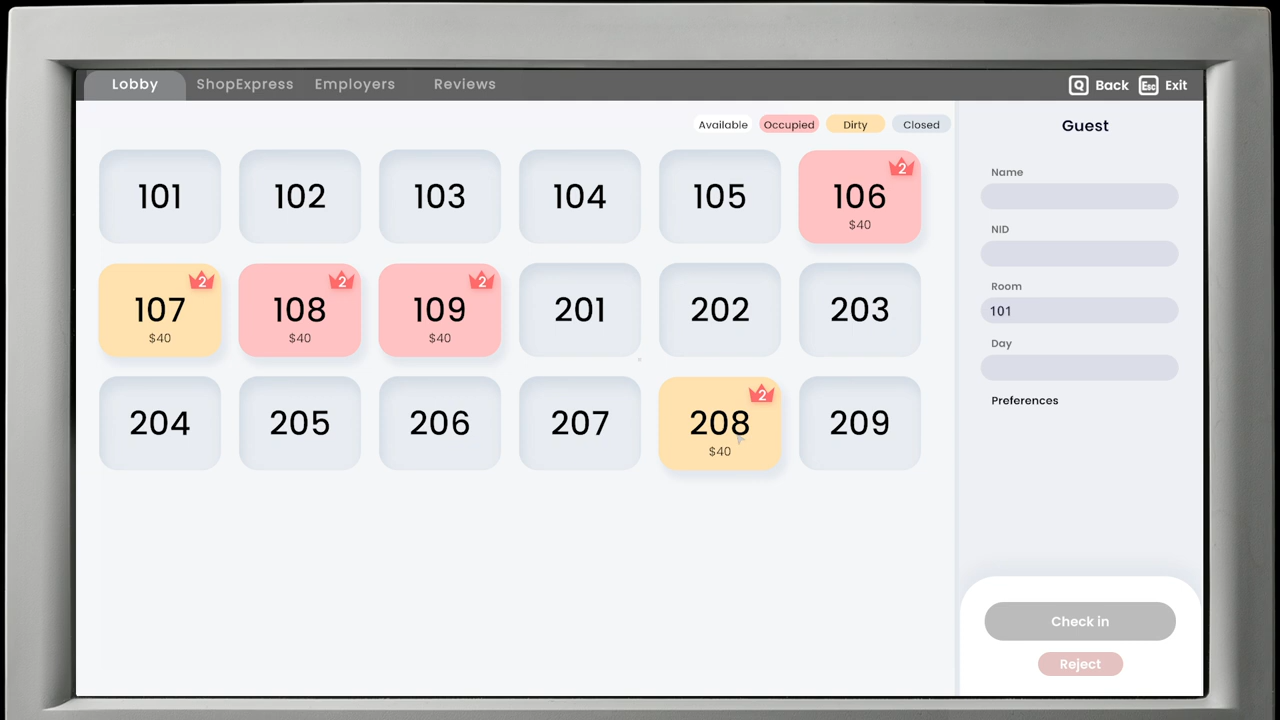 Lobby ShopExpress Employers Reviews Q Back Esc Exit
Available Occupied Dirty Closed
Guest
101 102 103 104 105 2 106 $40
2 107 $40 2 108 $40 2 109 $40 201 202 203
204 205 206 207 2 208 $40 209
Name
NID
Room
101
Day
Preferences
Check in
Reject